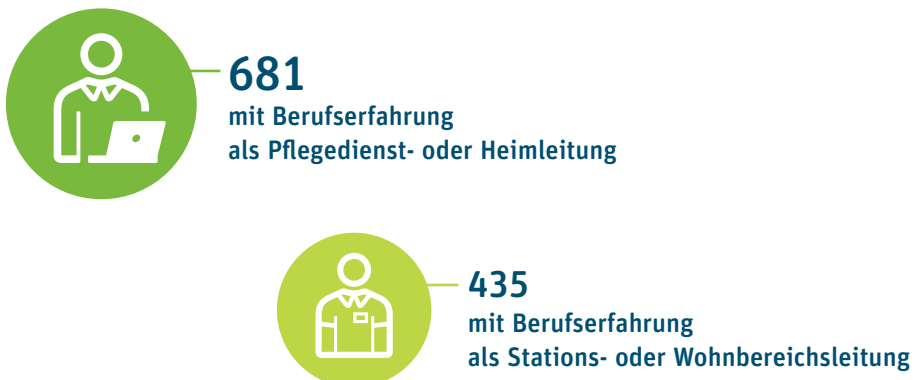 681
mit Berufserfahrung
als Pflegedienst- oder Heimleitung
435
mit Berufserfahrung
als Stations- oder Wohnbereichsleitung